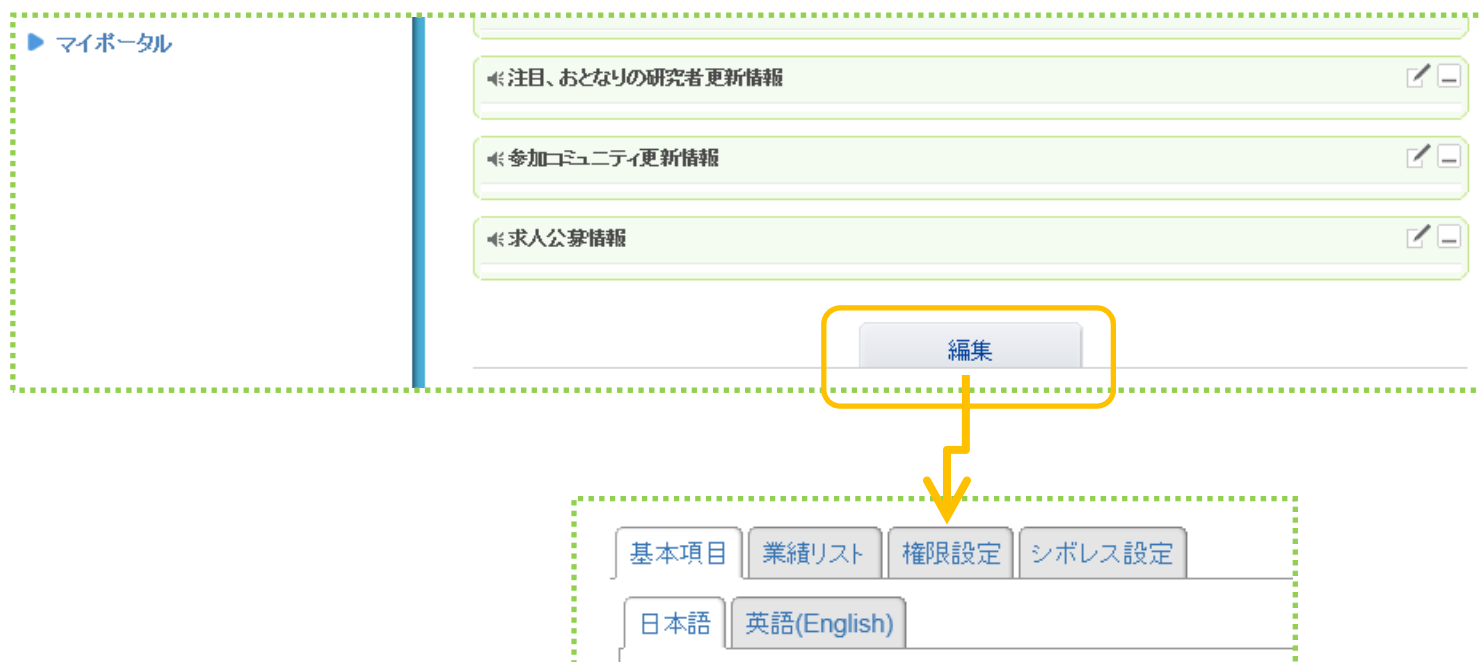 マイポータル
注目、おとなりの研究者更新情報
参加コミュニティ更新情報
求人公募情報
編集
基本項目 業績リスト 権限設定 シボレス設定
日本語 英語(English)